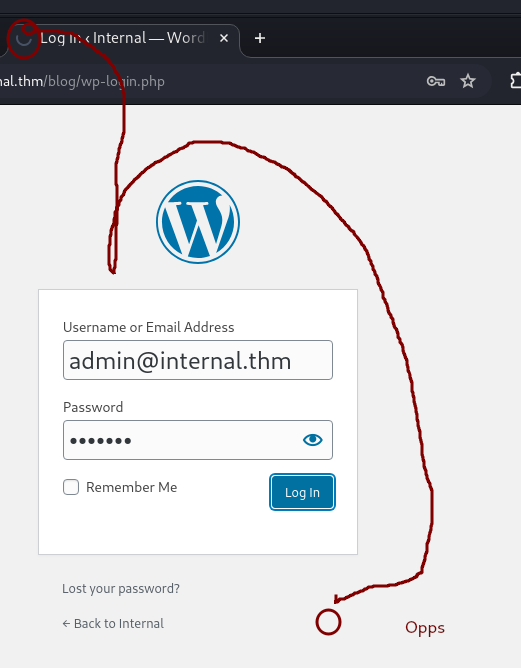 Log In ‹ Internal — Word
nal.thm/blog/wp-login.php
Username or Email Address
admin@internal.thm
Password
•••••••
Remember Me
Log In
Lost your password?
← Back to Internal
Opps